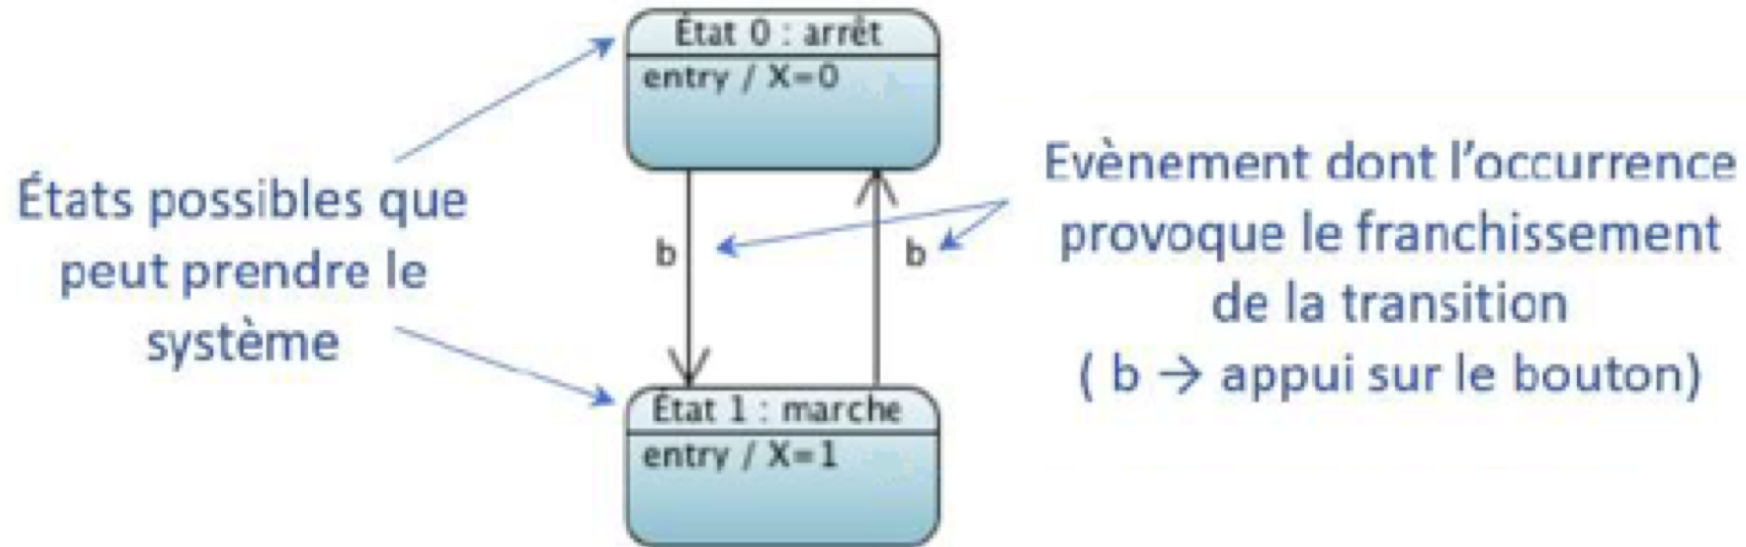 État 0 : arrêt
entry / X=0
États possibles que
peut prendre le
système
b
b
Evènement dont l'occurrence
provoque le franchissement
de la transition
( b → appui sur le bouton)
État 1 : marche
entry / X=1